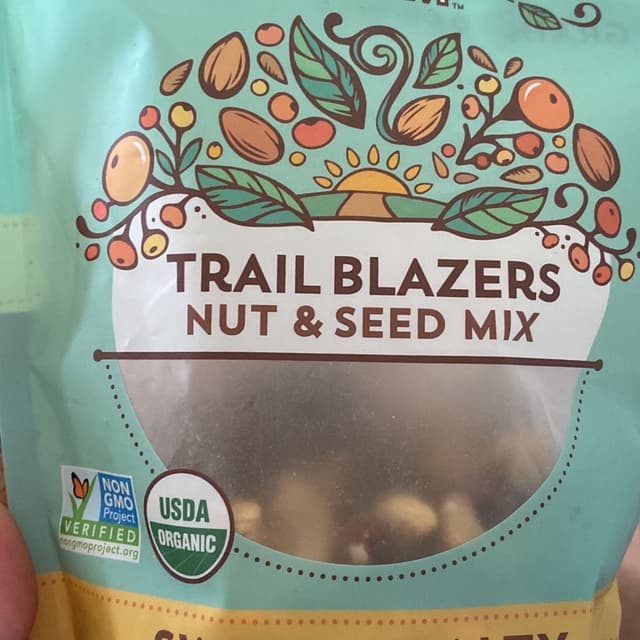 TRAIL BLAZERS
NUT & SEED MIX
NON
GMO
Project
VERIFIED
nongmoproject.org
USDA
ORGANIC